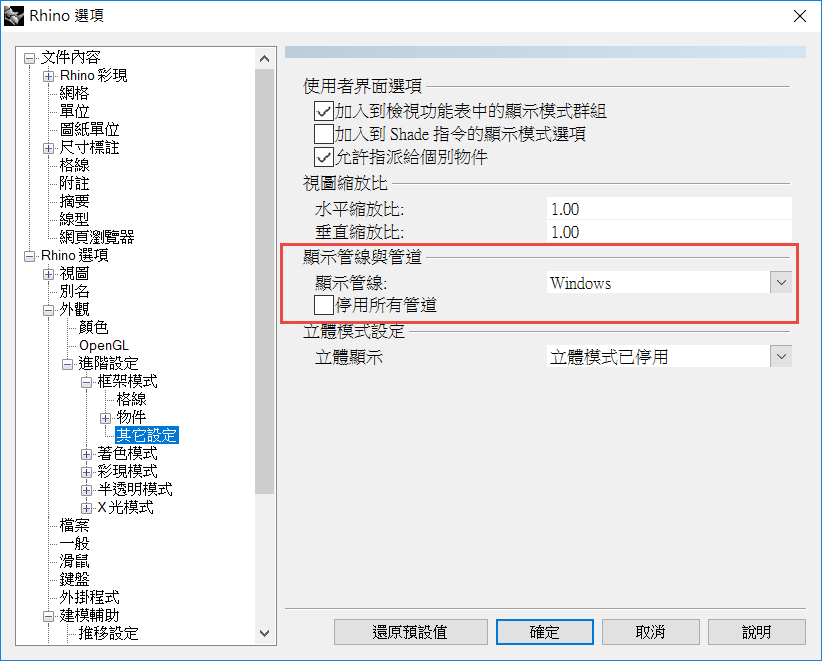 Rhino 選項
文件內容
Rhino 彩現
網格
單位
圖紙單位
尺寸標註
格線
附註
摘要
線型
網頁瀏覽器
Rhino 選項
視圖
別名
外觀
顏色
OpenGL
進階設定
框架模式
格線
物件
其它設定
著色模式
彩現模式
半透明模式
X光模式
檔案
一般
滑鼠
鍵盤
外掛程式
建模輔助
推移設定
使用者界面選項
加入到檢視功能表中的顯示模式群組
加入到 Shade 指令的顯示模式選項
允許指派給個別物件
視圖縮放比
水平縮放比: 1.00
垂直縮放比: 1.00
顯示管線與管道
顯示管線: Windows
停用所有管道
立體模式設定
立體顯示 立體模式已停用
還原預設值 確定 取消 說明